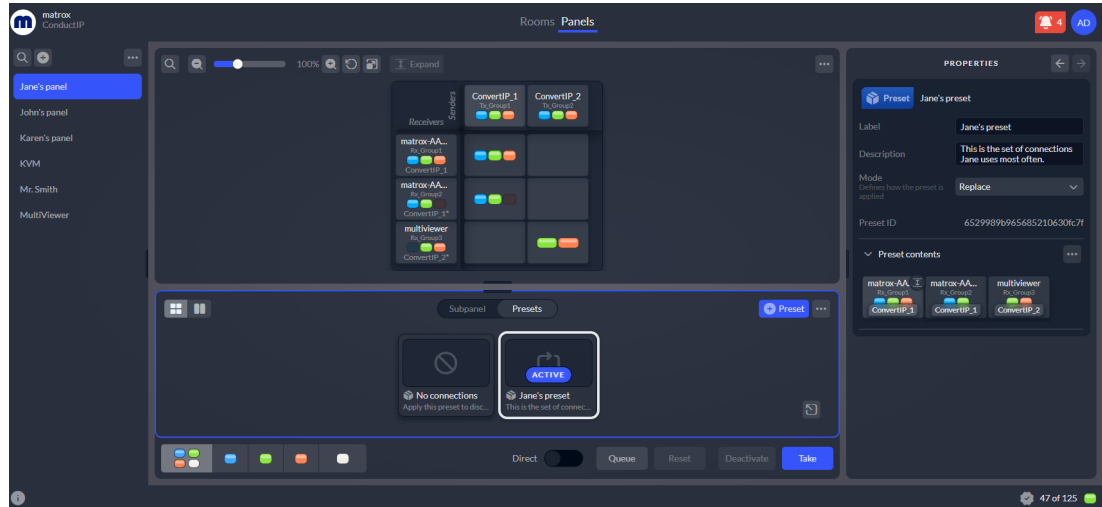 matrox
ConductIP
Rooms Panels
4
AD
Jane's panel
John's panel
Karen's panel
KVM
Mr. Smith
MultiViewer
100%
Expand
Senders
Receivers
ConvertIP_1
Tx_Group1
ConvertIP_2
Tx_Group2
matrox-AA...
Rx_Group1
ConvertIP_1
matrox-AA...
Rx_Group2
ConvertIP_1*
multiviewer
Rx_Group3
ConvertIP_2*
Subpanel Presets
Preset
ACTIVE
No connections
Apply this preset to disc...
Jane's preset
This is the set of connec...
Direct
Queue
Reset
Deactivate
Take
PROPERTIES
Preset Jane's preset
Label Jane's preset
Description This is the set of connections
Jane uses most often.
Mode
Defines how the preset is
applied
Replace
Preset ID 6529989b965685210630fc7f
Preset contents
matrox-AA.
Rx_Group1
ConvertIP_1
matrox-AA...
Rx_Group2
ConvertIP_1
multiviewer
Rx_Group3
ConvertIP_2
47 of 125